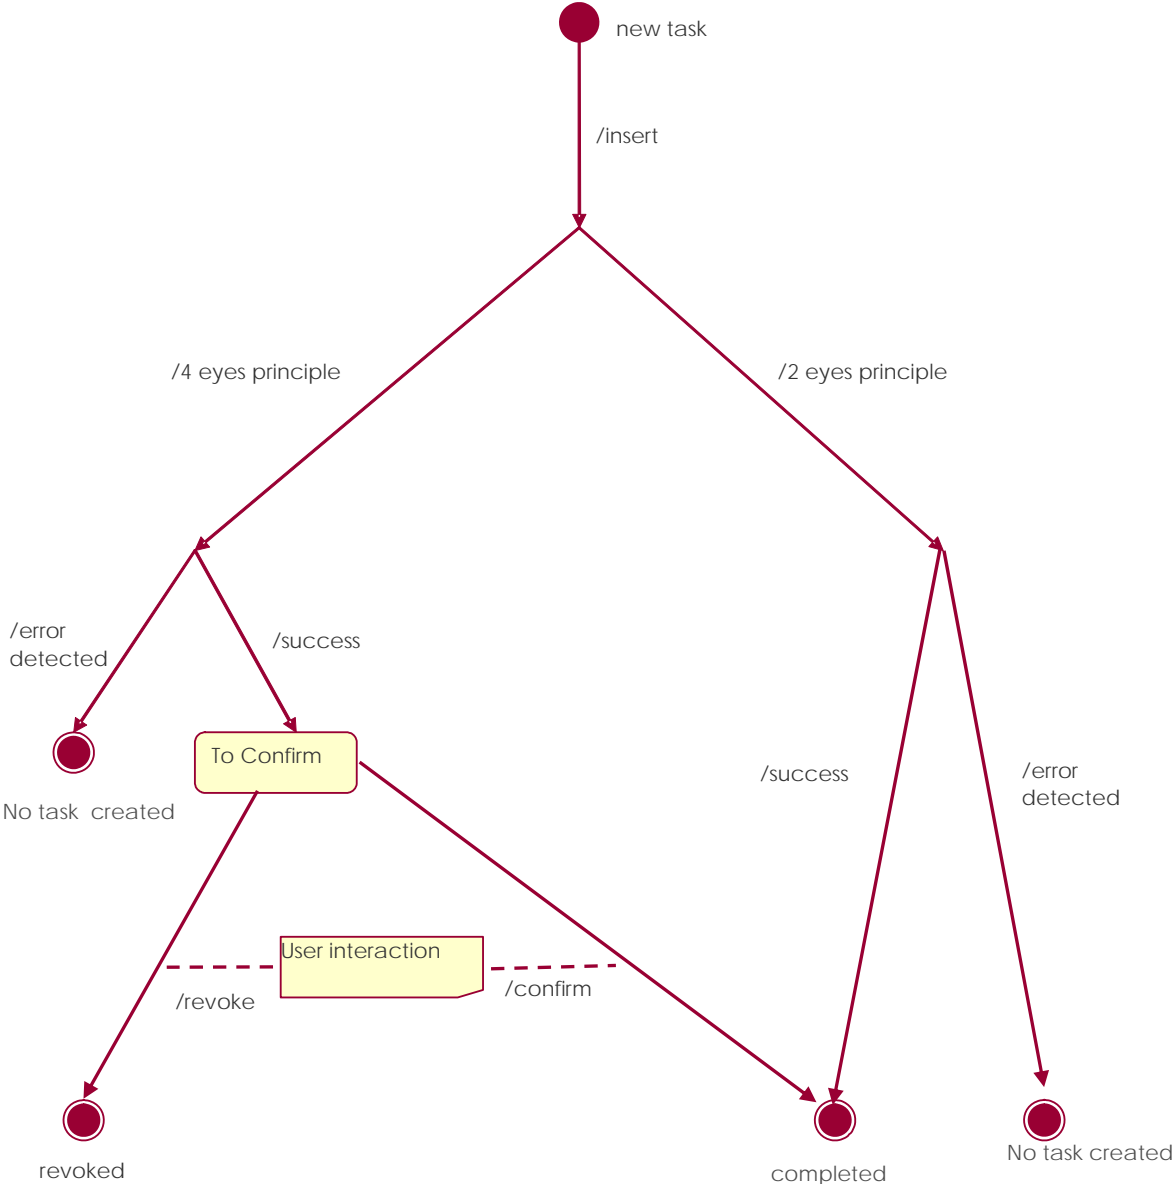 new task
/insert
/4 eyes principle
/2 eyes principle
/error
detected
/success
To Confirm
/success
/error
detected
No task  created
User interaction
/revoke
/confirm
revoked
completed
No task created